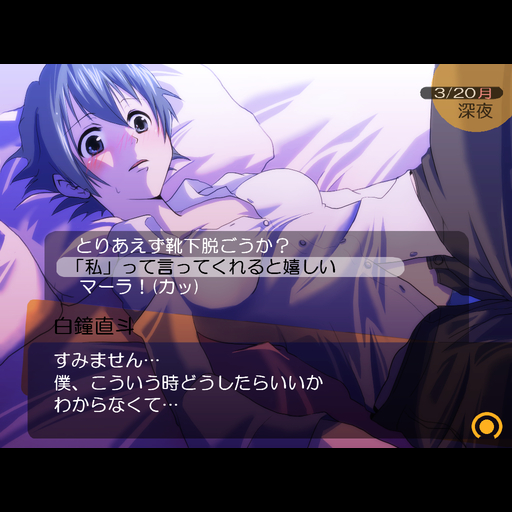 3/20 月
深夜
とりあえず靴下脱ごうか？
「私」って言ってくれると嬉しい
マーラ！(カッ)
白鐘直斗
すみません…
僕、こういう時どうしたらいいか
わからなくて…